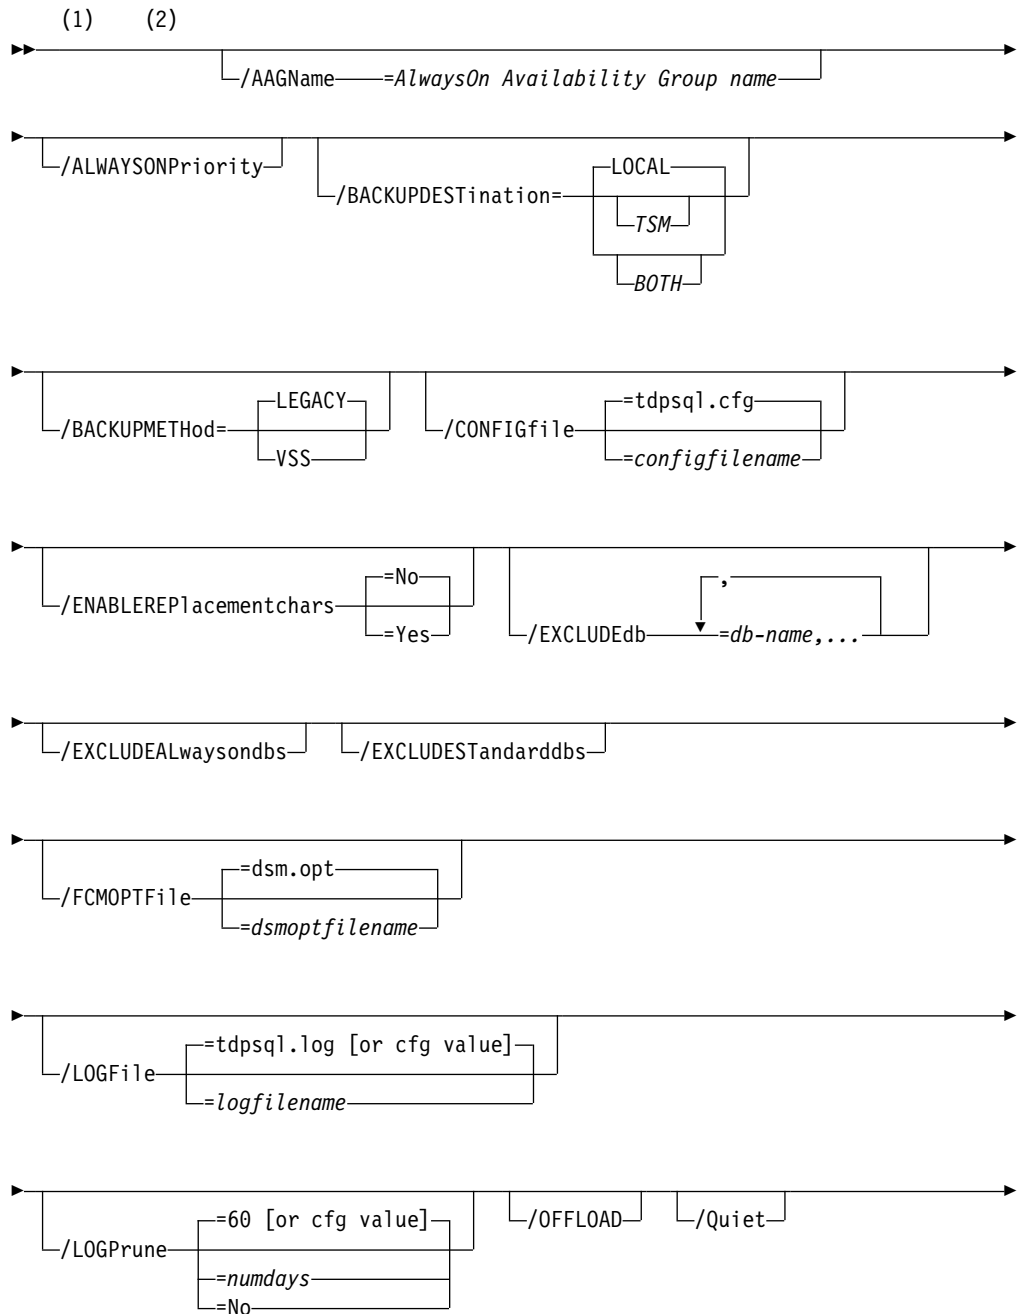 (1) (2)
/AAGName =AlwaysOn Availability Group name
/ALWAYSONPriority
/BACKUPDESTination=
LOCAL
TSM
BOTH
/BACKUPMETHod=
LEGACY
VSS
/CONFIGfile
=tdpsql.cfg
=configfilename
/ENABLEREPlacementchars
=No
=Yes
/EXCLUDEdb
,
=db-name,...
/EXCLUDEALwaysondbs
/EXCLUDESTandarddbs
/FCMOPTFile
=dsm.opt
=dsmoptfilename
/LOGFile
=tdpsql.log [or cfg value]
=logfilename
/LOGPrune
=60 [or cfg value]
=numdays
=No
/OFFLOAD
/Quiet